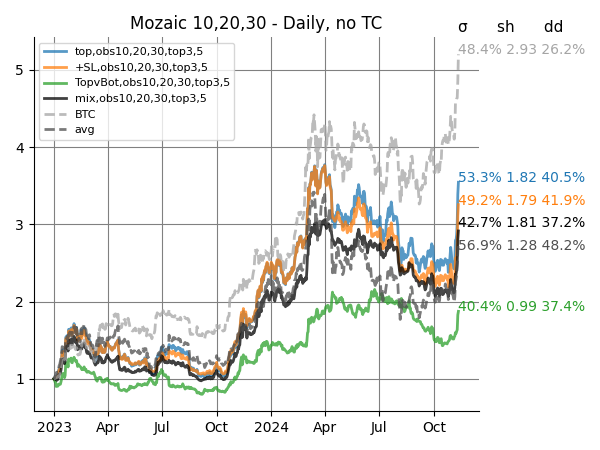 Mozaic 10,20,30 - Daily, no TC
σ sh dd
top,obs10,20,30,top3,5
+SL,obs10,20,30,top3,5
TopvBot,obs10,20,30,top3,5
mix,obs10,20,30,top3,5
BTC
avg
48.4% 2.93 26.2%
53.3% 1.82 40.5%
49.2% 1.79 41.9%
42.7% 1.81 37.2%
56.9% 1.28 48.2%
40.4% 0.99 37.4%
5
4
3
2
1
2023 Apr Jul Oct 2024 Apr Jul Oct